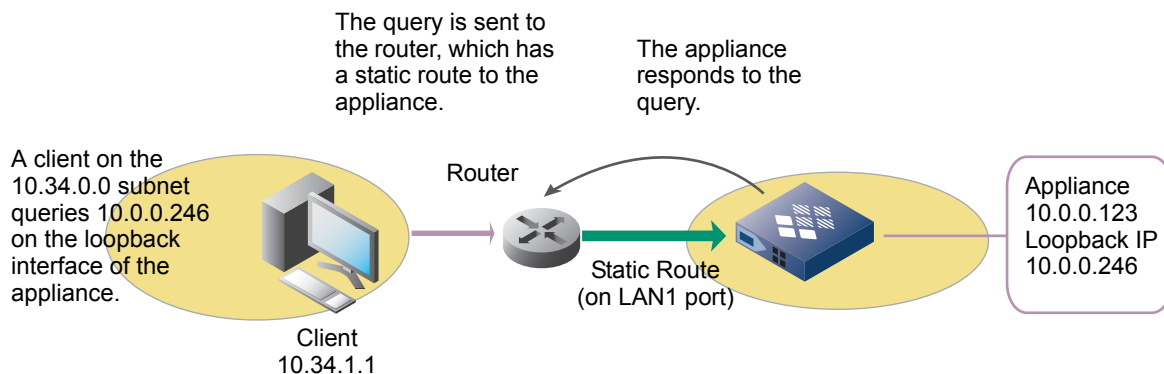 The query is sent to
the router, which has
a static route to the
appliance.
The appliance
responds to the
query.
A client on the
10.34.0.0 subnet
queries 10.0.0.246
on the loopback
interface of the
appliance.
Router
Static Route
(on LAN1 port)
Appliance
10.0.0.123
Loopback IP
10.0.0.246
Client
10.34.1.1